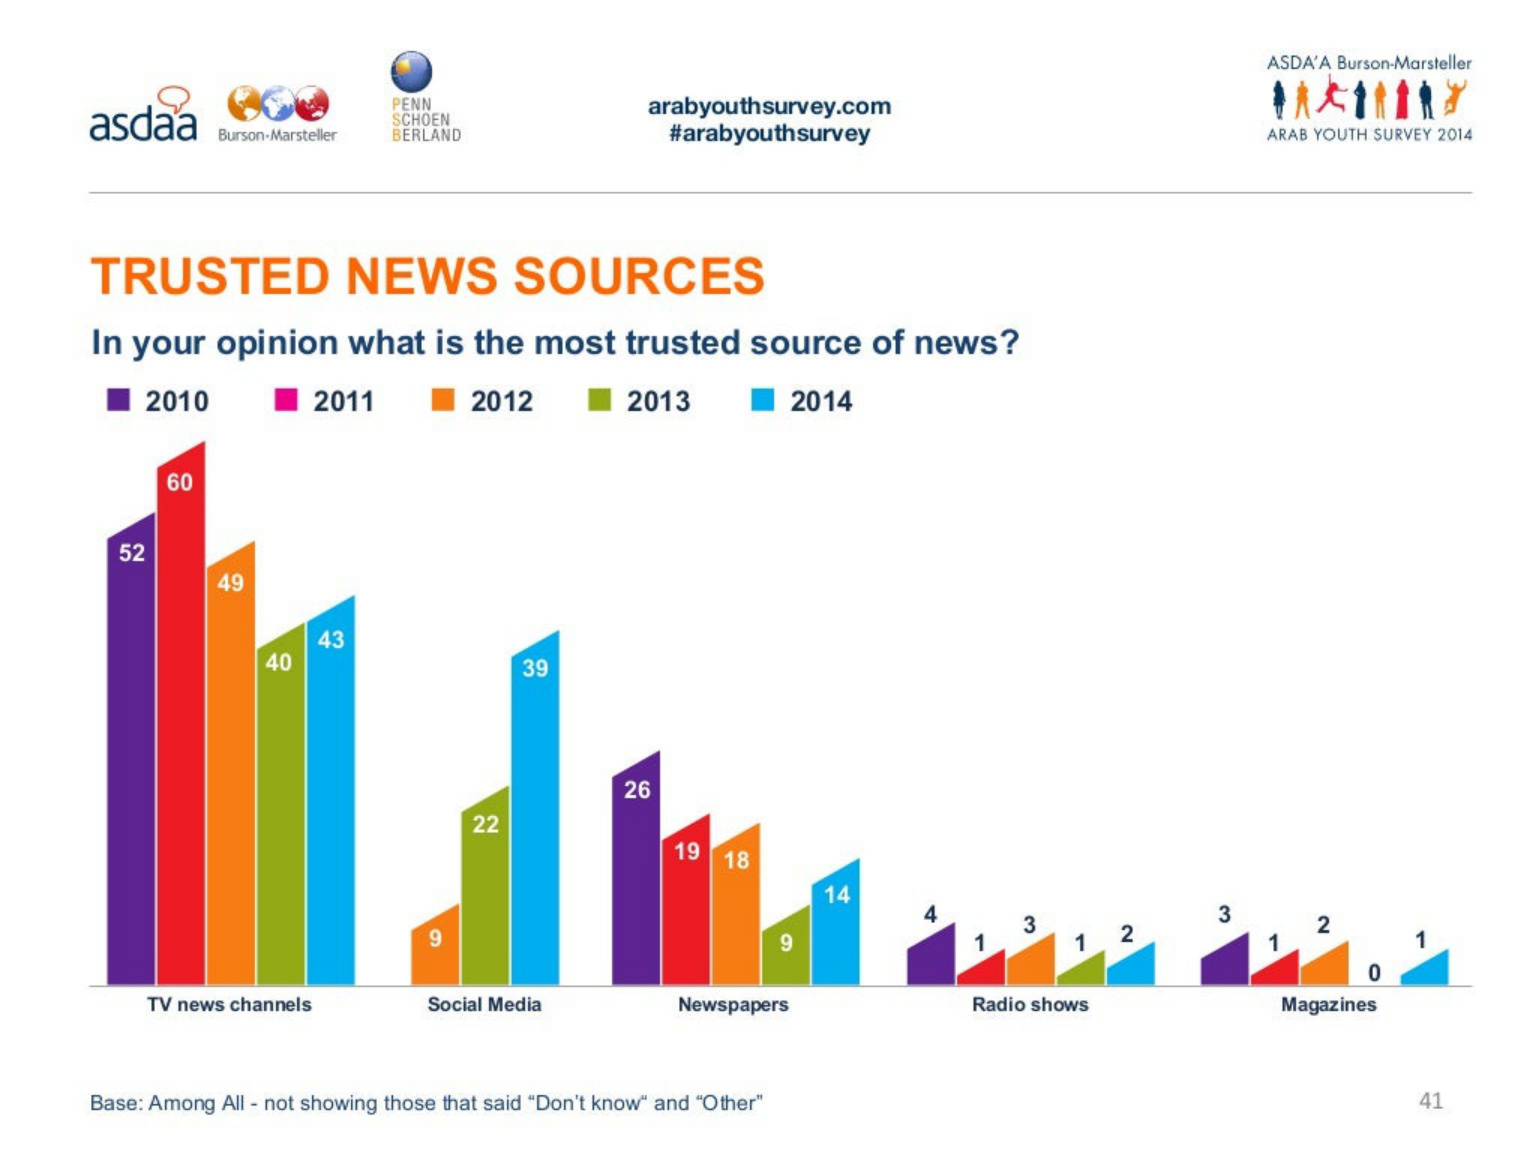 asdaa
Burson-Marsteller
PENN
SCHOEN
BERLAND
arabyouthsurvey.com
#arabyouthsurvey
ASDA'A Burson-Marsteller
ARAB YOUTH SURVEY 2014
TRUSTED NEWS SOURCES
In your opinion what is the most trusted source of news?
2010 2011 2012 2013 2014
52 60 49 40 43
9 22 39
26 19 18 9 14
4 1 3 1 2
3 1 2 0 1
TV news channels Social Media Newspapers Radio shows Magazines
Base: Among All - not showing those that said “Don’t know“ and “Other”
41